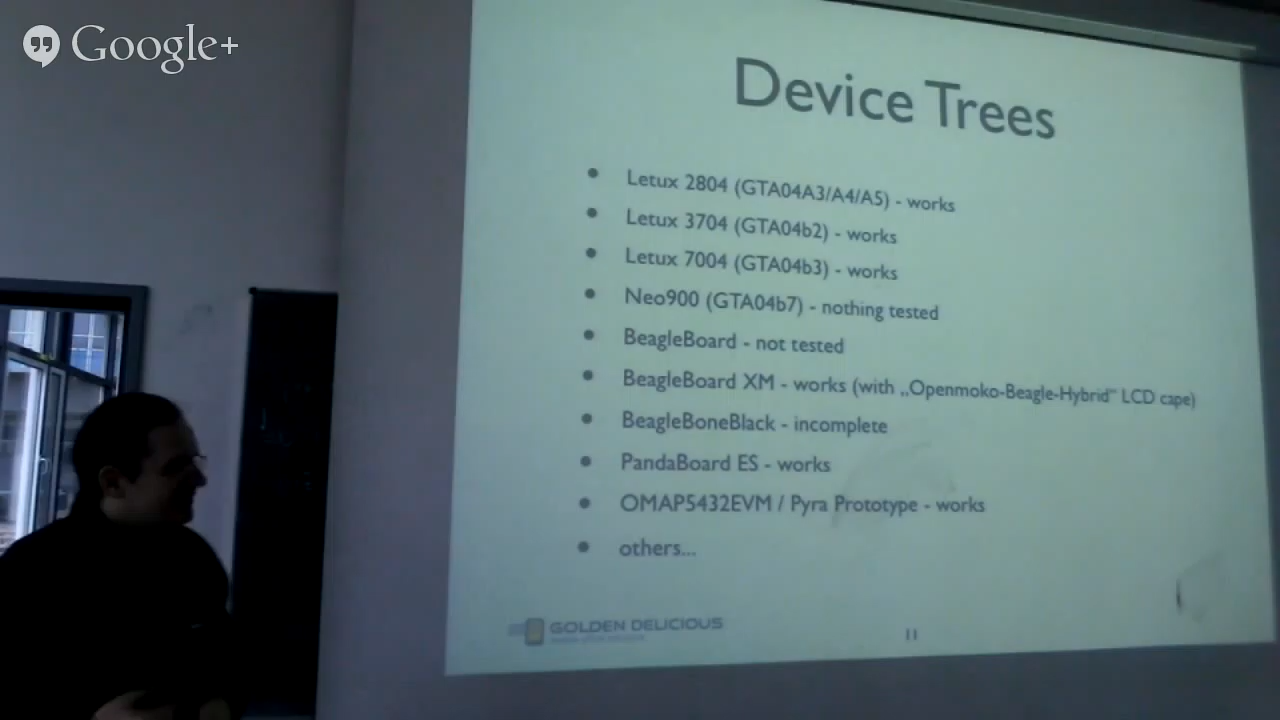 Google+
Device Trees
• Letux 2804 (GTA04A3/A4/A5) - works
• Letux 3704 (GTA04b2) - works
• Letux 7004 (GTA04b3) - works
• Neo900 (GTA04b7) - nothing tested
• BeagleBoard - not tested
• BeagleBoard XM - works (with „Openmoko-Beagle-Hybrid“ LCD cape)
• BeagleBoneBlack - incomplete
• PandaBoard ES - works
• OMAP5432EVM / Pyra Prototype - works
• others...
GOLDEN DELICIOUS
11